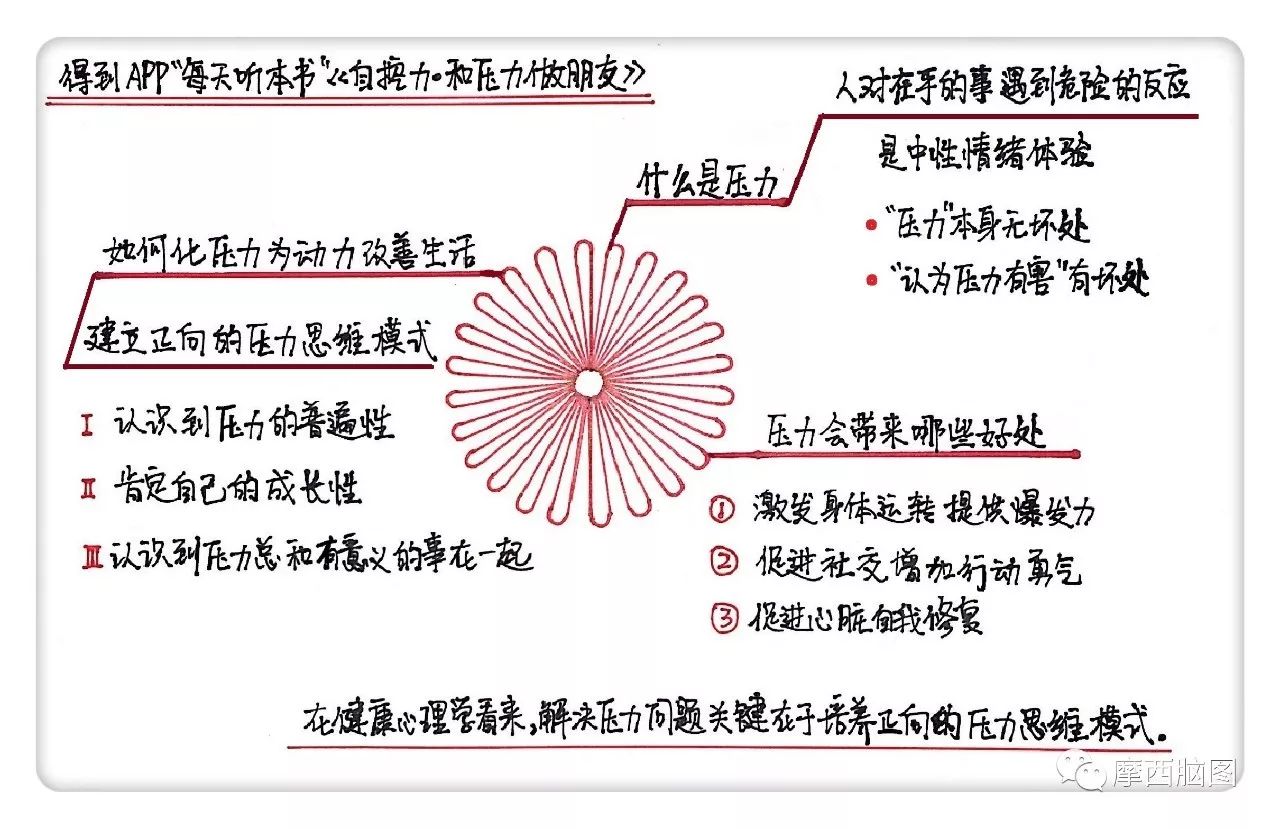 得到APP“每天听本书”《自控力·和压力做朋友》
什么是压力
人对在乎的事遇到危险的反应
是中性情绪体验
• “压力”本身无坏处
• “认为压力有害”有坏处
压力会带来哪些好处
① 激发身体运转提供爆发力
② 促进社交增加行动勇气
③ 促进心脏自我修复
如何化压力为动力改善生活
建立正向的压力思维模式
Ⅰ 认识到压力的普遍性
Ⅱ 肯定自己的成长性
Ⅲ 认识到压力总和有意义的事在一起
在健康心理学看来,解决压力问题关键在于培养正向的压力思维模式。
摩西脑图